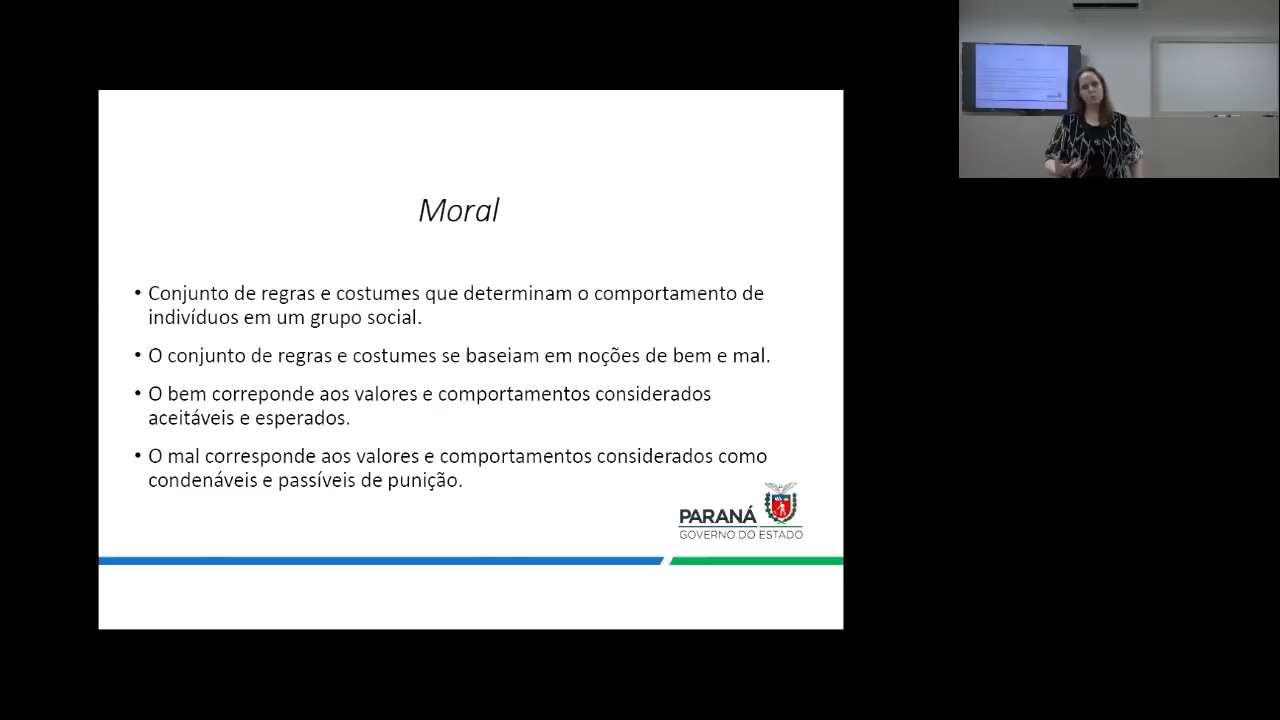 Moral
• Conjunto de regras e costumes que determinam o comportamento de
indivíduos em um grupo social.
• O conjunto de regras e costumes se baseiam em noções de bem e mal.
• O bem correponde aos valores e comportamentos considerados
aceitáveis e esperados.
• O mal corresponde aos valores e comportamentos considerados como
condenáveis e passíveis de punição.
PARANÁ
GOVERNO DO ESTADO